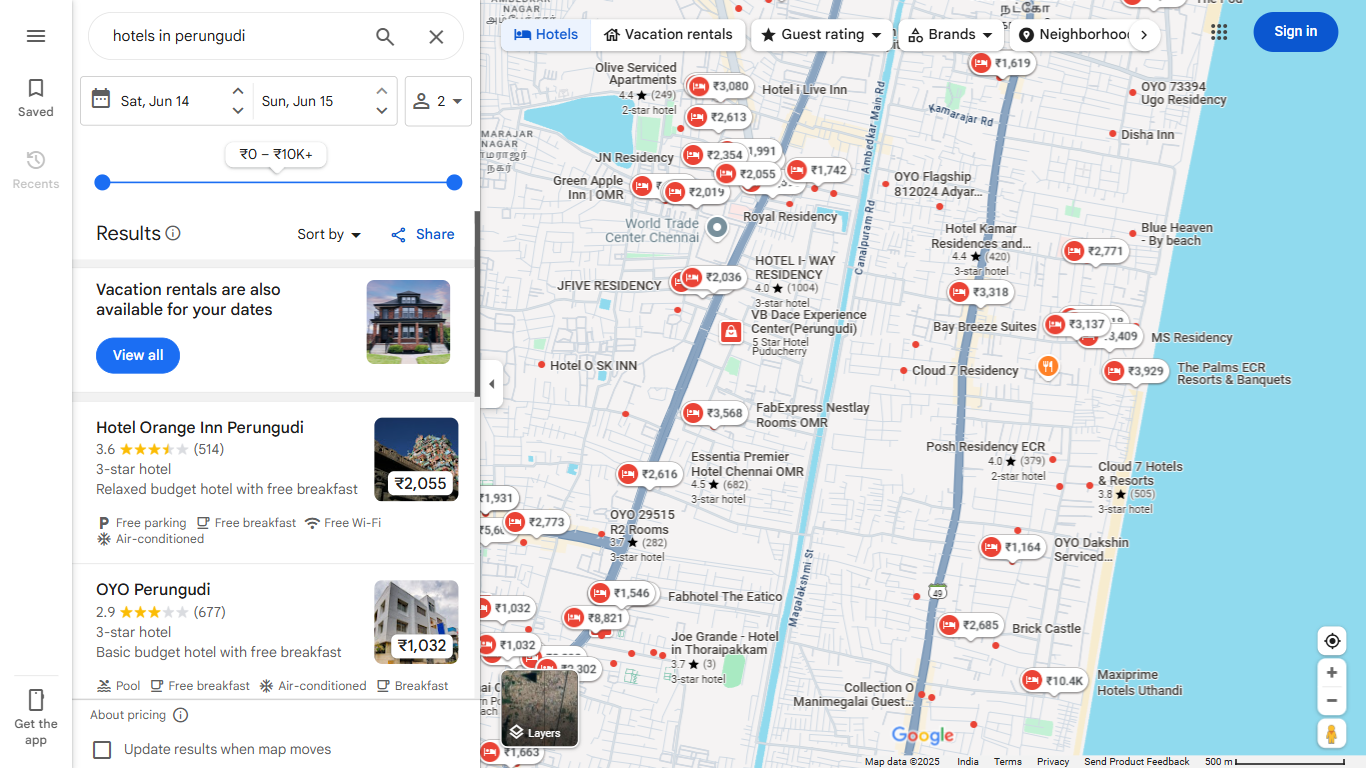 hotels in perungudi
Saved
Recents
Get the
app
Sat, Jun 14
Sun, Jun 15
2
₹0 – ₹10K+
Results
Sort by
Share
Vacation rentals are also
available for your dates
View all
Hotel Orange Inn Perungudi
3.6 (514)
3-star hotel
Relaxed budget hotel with free breakfast
₹2,055
Free parking Free breakfast Free Wi-Fi
Air-conditioned
OYO Perungudi
2.9 (677)
3-star hotel
Basic budget hotel with free breakfast
₹1,032
Pool Free breakfast Air-conditioned Breakfast
About pricing
Update results when map moves
Hotels
Vacation rentals
Guest rating
Brands
Neighborhoo
Sign in
NAGAR
₹1,619
Olive Serviced
Apartments
4.4 ★ (249)
2-star hotel
₹3,080
Hotel i Live Inn
₹2,613
Ambedkar Main Rd
Kamarajar Rd
OYO 73394
Ugo Residency
Disha Inn
MARAJAR
NAGAR
JN Residency
₹2,354
1,991
₹2,055
₹1,742
Green Apple
Inn | OMR
₹2,019
OYO Flagship
812024 Adyar...
Royal Residency
World Trade
Center Chennai
Canalpuram Rd
Hotel Kamar
Residences and...
4.4 ★ (420)
3-star hotel
Blue Heaven
- By beach
₹2,771
HOTEL I- WAY
RESIDENCY
4.0 ★ (1004)
3-star hotel
₹2,036
JFIVE RESIDENCY
₹3,318
VB Dace Experience
Center(Perungudi)
5 Star Hotel
Puducherry
Bay Breeze Suites
₹3,137
₹3,409
MS Residency
Hotel O SK INN
Cloud 7 Residency
₹3,929
The Palms ECR
Resorts & Banquets
₹3,568
FabExpress Nestlay
Rooms OMR
Posh Residency ECR
4.0 ★ (379)
2-star hotel
Essentia Premier
Hotel Chennai OMR
4.5 ★ (682)
3-star hotel
₹2,616
Cloud 7 Hotels
& Resorts
3.8 ★ (505)
3-star hotel
₹1,931
₹2,773
OYO 29515
R2 Rooms
3.7 ★ (282)
3-star hotel
₹1,164
OYO Dakshin
Serviced...
Magalakshmi St
49
₹1,546
Fabhotel The Eatico
₹1,032
₹8,821
₹2,685
Brick Castle
₹1,032
Joe Grande - Hotel
in Thoraipakkam
3.7 ★ (3)
3-star hotel
2,302
₹10.4K
Maxiprime
Hotels Uthandi
Collection O
Manimegalai Guest...
Layers
₹1,663
Google
Map data ©2025 India Terms Privacy Send Product Feedback 500 m